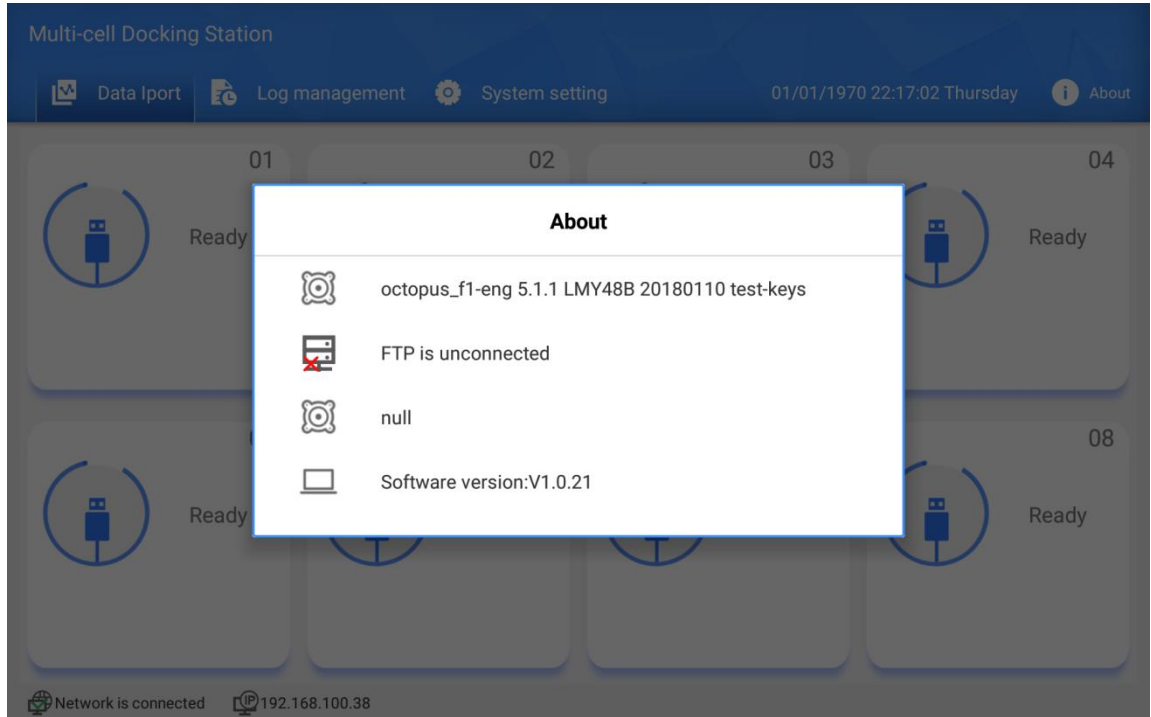 Multi-cell Docking Station
Data Iport Log management System setting 01/01/1970 22:17:02 Thursday About
01 02 03 04
Ready Ready
About
octopus_f1-eng 5.1.1 LMY48B 20180110 test-keys
FTP is unconnected
null
Software version:V1.0.21
08
Ready Ready
Network is connected IP 192.168.100.38